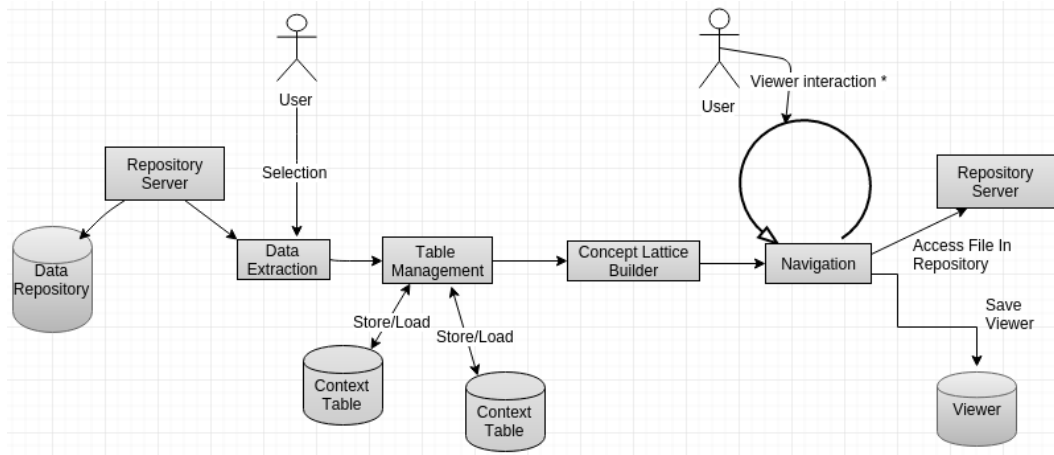 User
User
Viewer interaction *
Selection
Repository
Server
Repository
Server
Data
Repository
Data
Extraction
Table
Management
Concept Lattice
Builder
Navigation
Access File In
Repository
Store/Load
Store/Load
Save
Viewer
Context
Table
Context
Table
Viewer